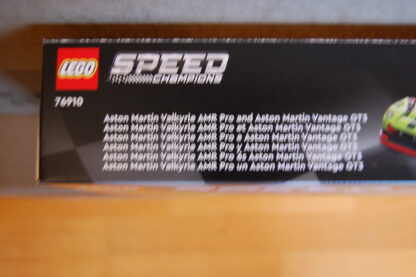 LEGO
SPEED
CHAMPIONS
76910
Aston Martin Valkyrie AMR Pro and Aston Martin Vantage GT3
Aston Martin Valkyrie AMR Pro et Aston Martin Vantage GT3
Aston Martin Valkyrie AMR Pro y Aston Martin Vantage GT3
Aston Martin Valkyrie AMR Pro e Aston Martin Vantage GT3
Aston Martin Valkyrie AMR Pro és Aston Martin Vantage GT3
Aston Martin Valkyrie AMR Pro un Aston Martin Vantage GT3